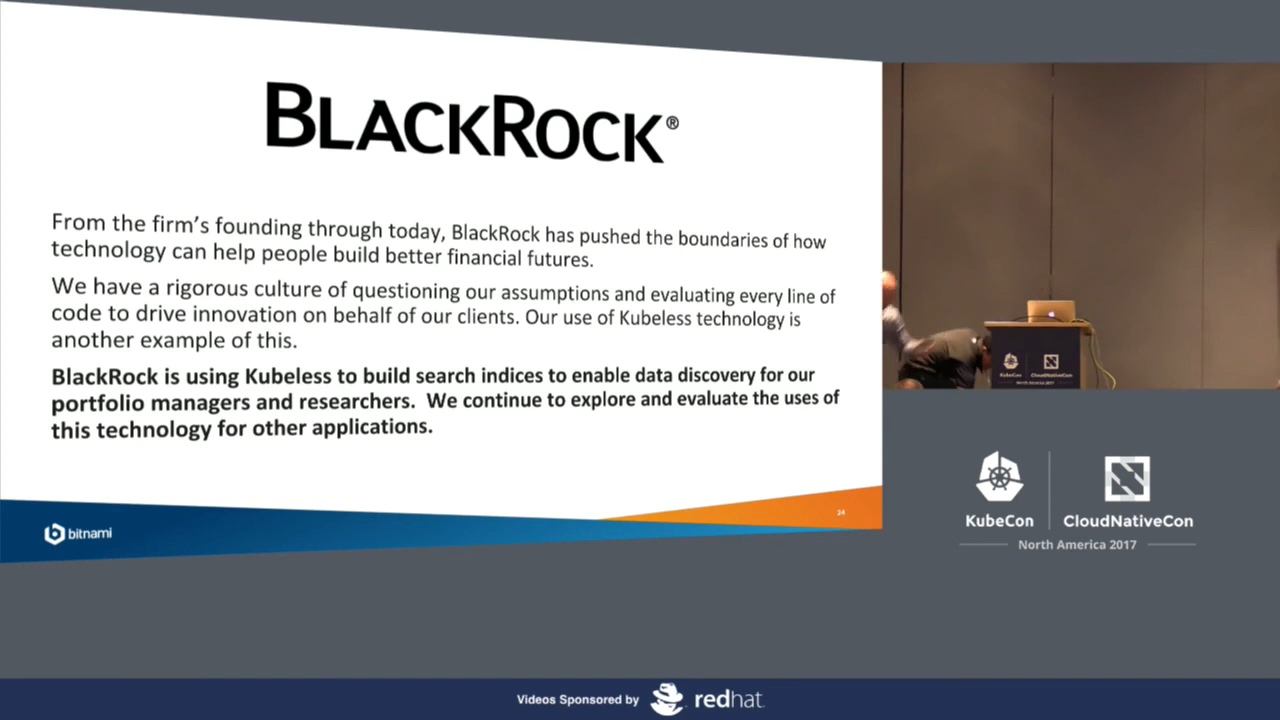 BLACKROCK®
From the firm's founding through today, BlackRock has pushed the boundaries of how
technology can help people build better financial futures.
We have a rigorous culture of questioning our assumptions and evaluating every line of
code to drive innovation on behalf of our clients. Our use of Kubeless technology is
another example of this.
BlackRock is using Kubeless to build search indices to enable data discovery for our
portfolio managers and researchers. We continue to explore and evaluate the uses of
this technology for other applications.
24
bitnami
KubeCon CloudNativeCon
North America 2017
KubeCon CloudNativeCon
North America 2017
Videos Sponsored by redhat.